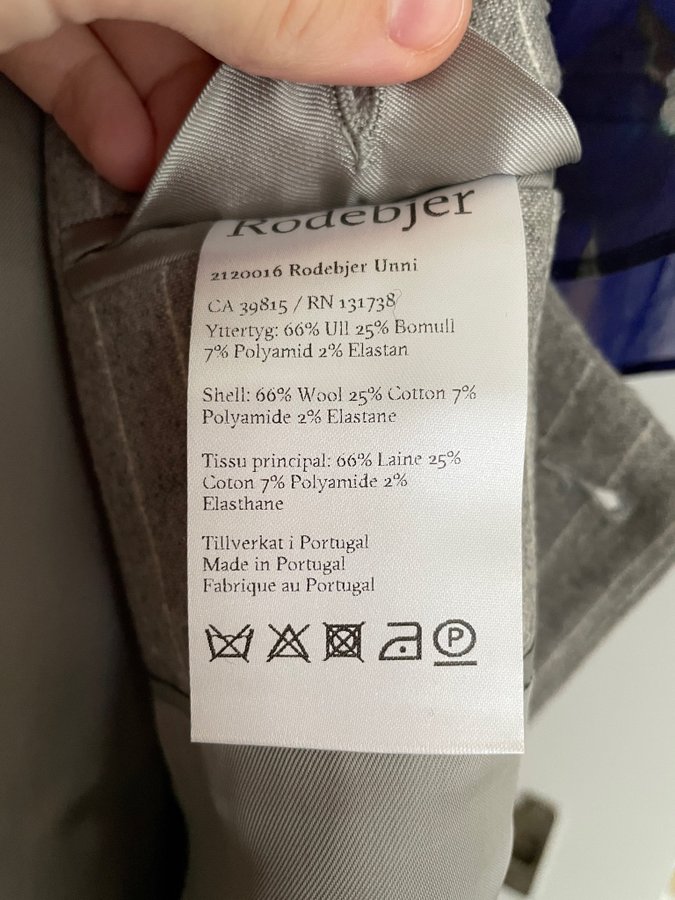 Rodebjer
2120016 Rodebjer Unni
CA 39815 / RN 131738
Yttertyg: 66% Ull 25% Bomull
7% Polyamid 2% Elastan
Shell: 66% Wool 25% Cotton 7%
Polyamide 2% Elastane
Tissu principal: 66% Laine 25%
Coton 7% Polyamide 2%
Elasthane
Tillverkat i Portugal
Made in Portugal
Fabrique au Portugal
P